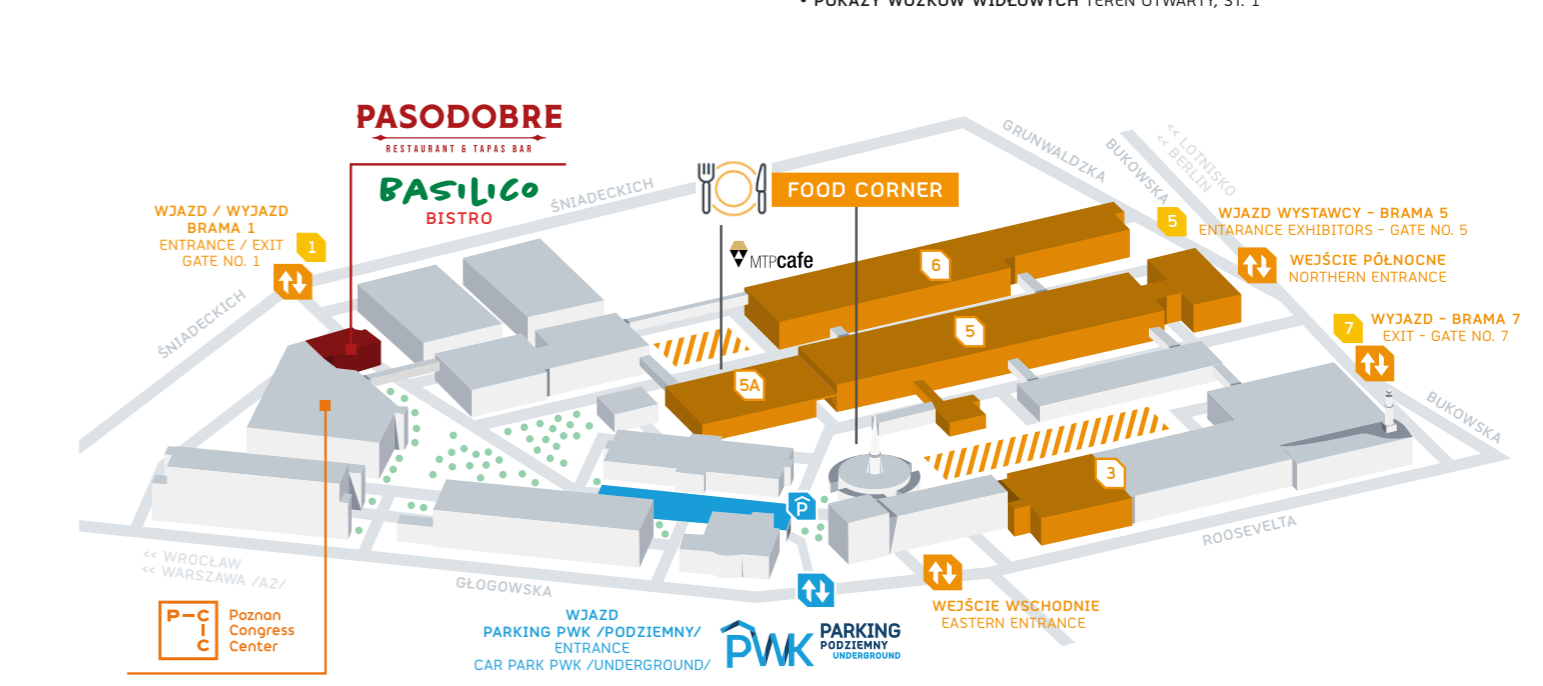 • POKAZY WÓZKÓW WIDŁOWYCH TEREN OTWARTY, ST. 1
PASODOBRE
RESTAURANT & TAPAS BAR
BASILICO
BISTRO
ŚNIADECKICH
FOOD CORNER
MTPcafe
GRUNWALDZKA
BUKOWSKA
<< LOTNISKO
<< BERLIN
WJAZD / WYJAZD
BRAMA 1
ENTRANCE / EXIT
GATE NO. 1
1
ŚNIADECKICH
5
WJAZD WYSTAWCY – BRAMA 5
ENTARANCE EXHIBITORS – GATE NO. 5
WEJŚCIE PÓŁNOCNE
NORTHERN ENTRANCE
7
WYJAZD – BRAMA 7
EXIT – GATE NO. 7
BUKOWSKA
6
5
5A
3
P
ROOSEVELTA
<< WROCŁAW
<< WARSZAWA /A2/
GŁOGOWSKA
P–C
I
C
Poznan
Congress
Center
WJAZD
PARKING PWK /PODZIEMNY/
ENTRANCE
CAR PARK PWK /UNDERGROUND/
PWK
PARKING
PODZIEMNY
UNDERGROUND
WEJŚCIE WSCHODNIE
EASTERN ENTRANCE